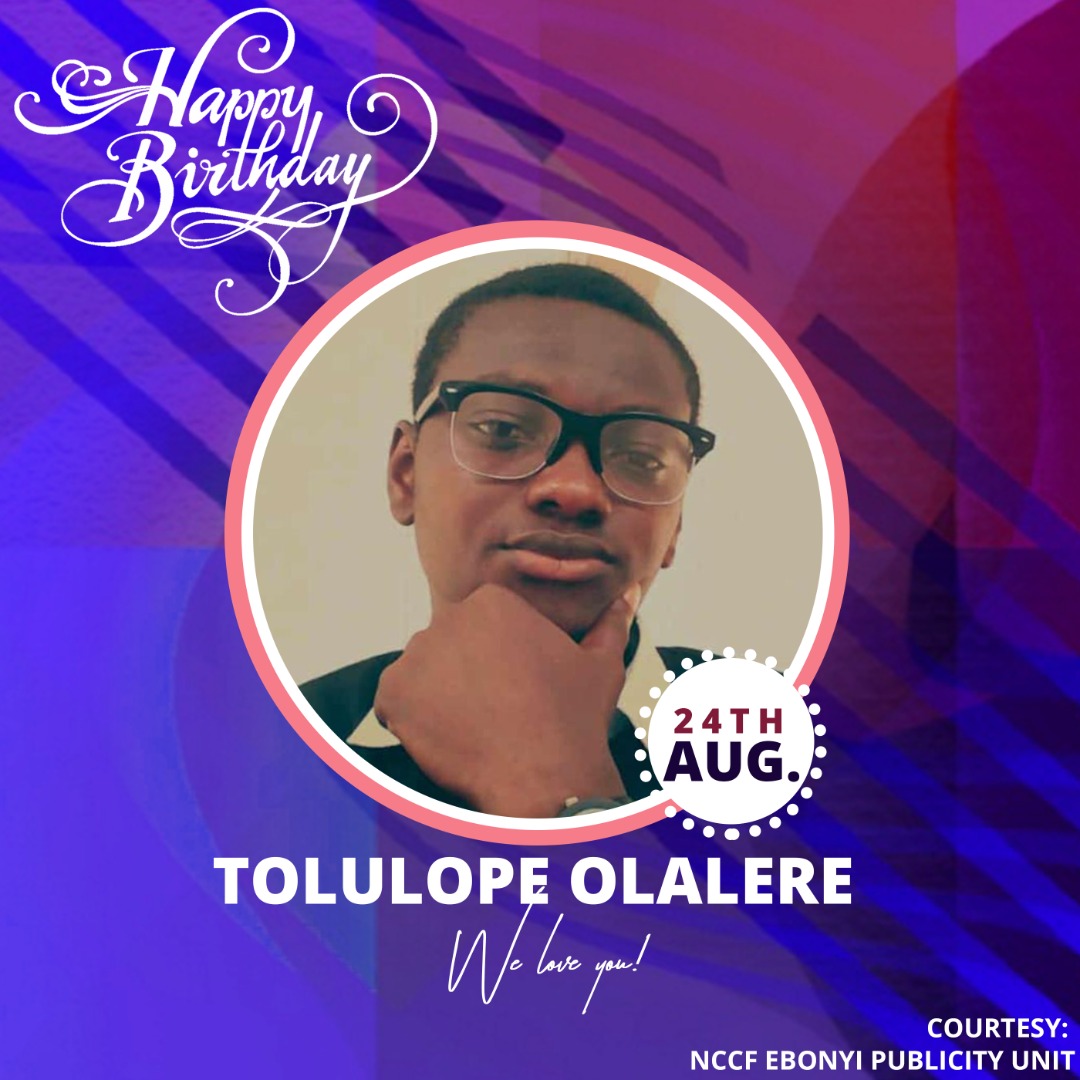 Happy
Birthday
24TH
AUG.
TOLULOPE OLALERE
We love you!
COURTESY:
NCCF EBONYI PUBLICITY UNIT